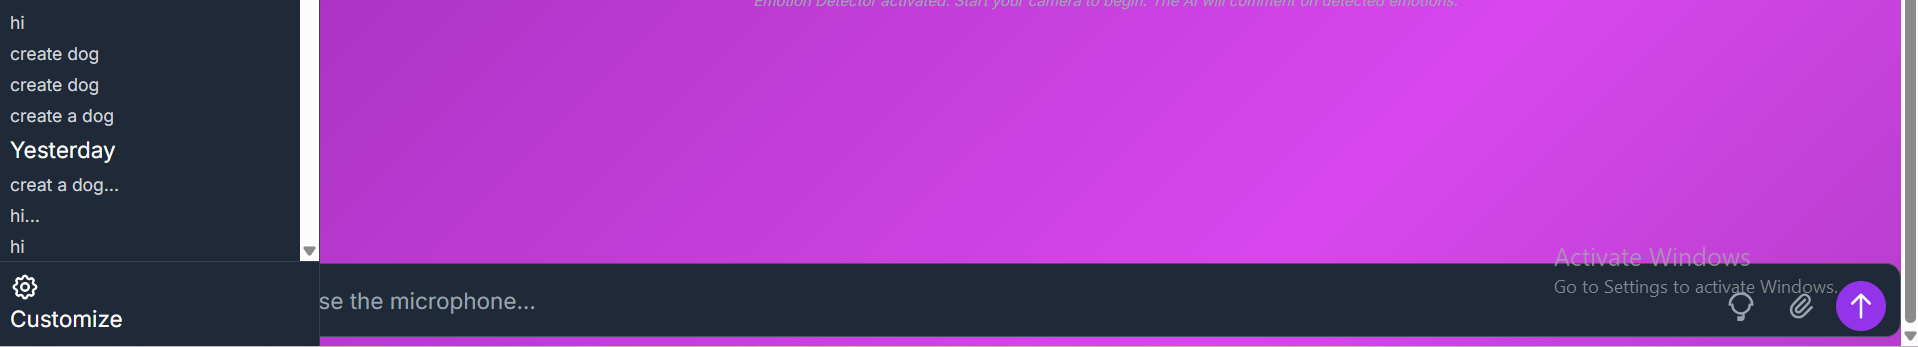 Emotion Detector activated. Start your camera to begin. The AI will comment on detected emotions.
hi
create dog
create dog
create a dog
Yesterday
creat a dog...
hi...
hi
Customize
se the microphone...
Activate Windows
Go to Settings to activate Windows.